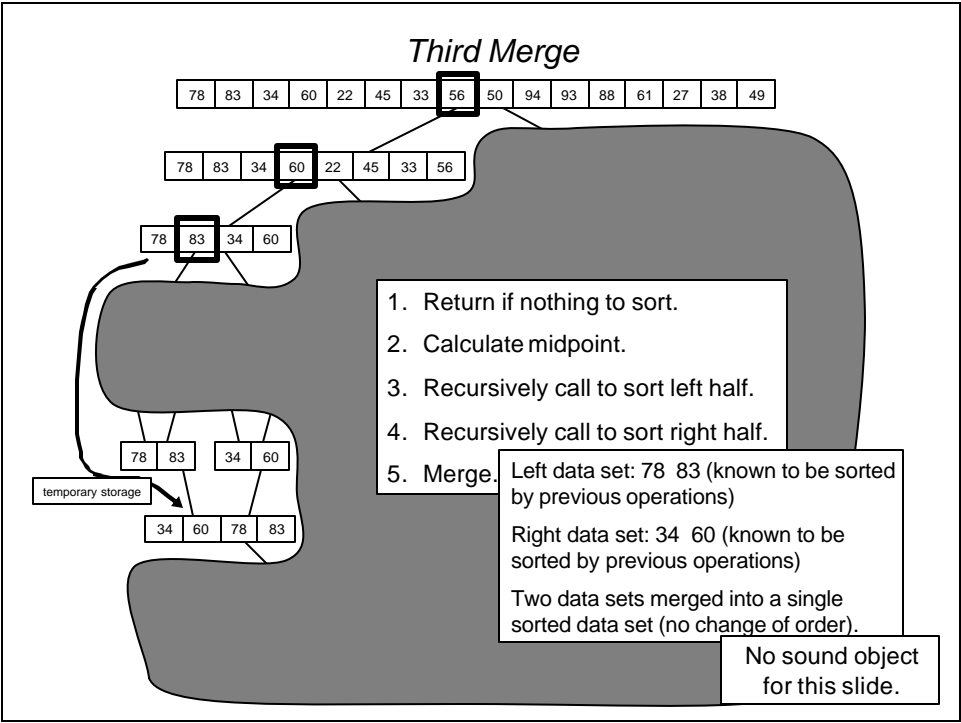 Third Merge
78 83 34 60 22 45 33 56 50 94 93 88 61 27 38 49
78 83 34 60 22 45 33 56
78 83 34 60
1. Return if nothing to sort.
2. Calculate midpoint.
3. Recursively call to sort left half.
4. Recursively call to sort right half.
5. Merge.
78 83 34 60
temporary storage
34 60 78 83
Left data set: 78 83 (known to be sorted
by previous operations)
Right data set: 34 60 (known to be
sorted by previous operations)
Two data sets merged into a single
sorted data set (no change of order).
No sound object
for this slide.